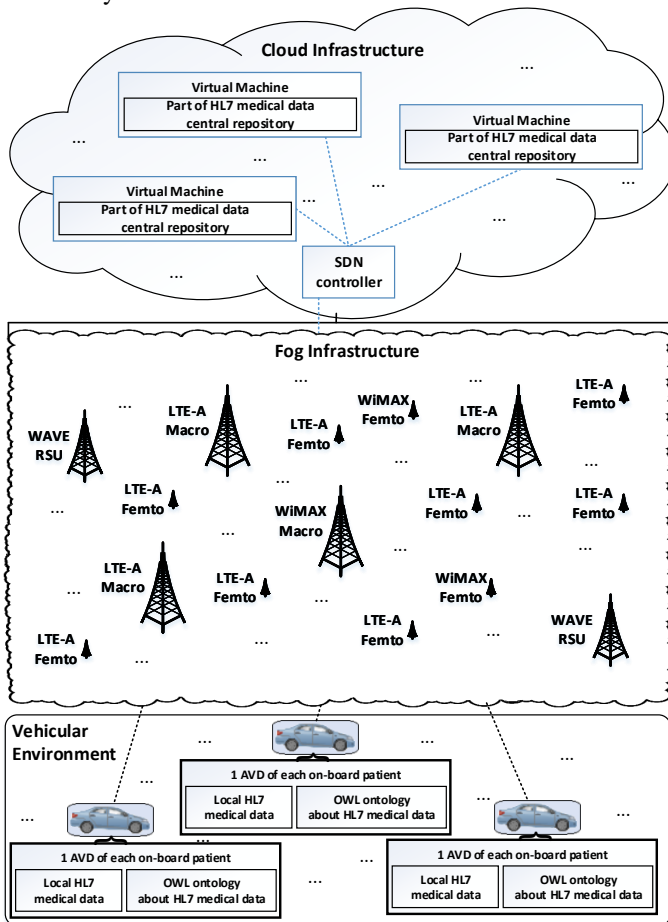 Cloud Infrastructure
...
Virtual Machine
Part of HL7 medical data
central repository
Virtual Machine
Part of HL7 medical data
central repository
...
...
...
Virtual Machine
Part of HL7 medical data
central repository
...
...
SDN
controller
...
Fog Infrastructure
...
LTE-A
Femto
WiMAX
Femto
LTE-A
Macro
LTE-A
Macro
...
LTE-A
Femto
WAVE
RSU
...
...
LTE-A
Femto
WiMAX
Macro
LTE-A
Femto
LTE-A
Femto
...
...
...
...
...
LTE-A
Macro
LTE-A
Femto
WiMAX
Femto
...
...
WAVE
RSU
LTE-A
Femto
LTE-A
Femto
...
...
...
Vehicular
Environment
...
...
...
1 AVD of each on-board patient
Local HL7
medical data
OWL ontology
about HL7 medical data
...
...
...
...
...
1 AVD of each on-board patient
Local HL7
medical data
OWL ontology
about HL7 medical data
...
...
1 AVD of each on-board patient
Local HL7
medical data
OWL ontology
about HL7 medical data